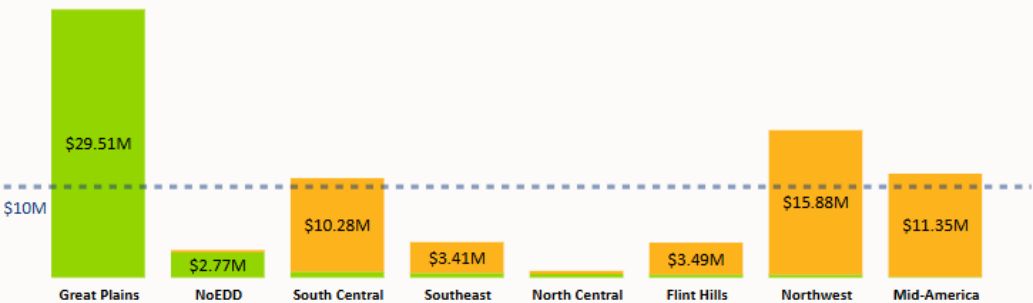 $29.51M
$10M
$2.77M
$10.28M
$3.41M
$3.49M
$15.88M
$11.35M
Great Plains
NoEDD
South Central
Southeast
North Central
Flint Hills
Northwest
Mid-America